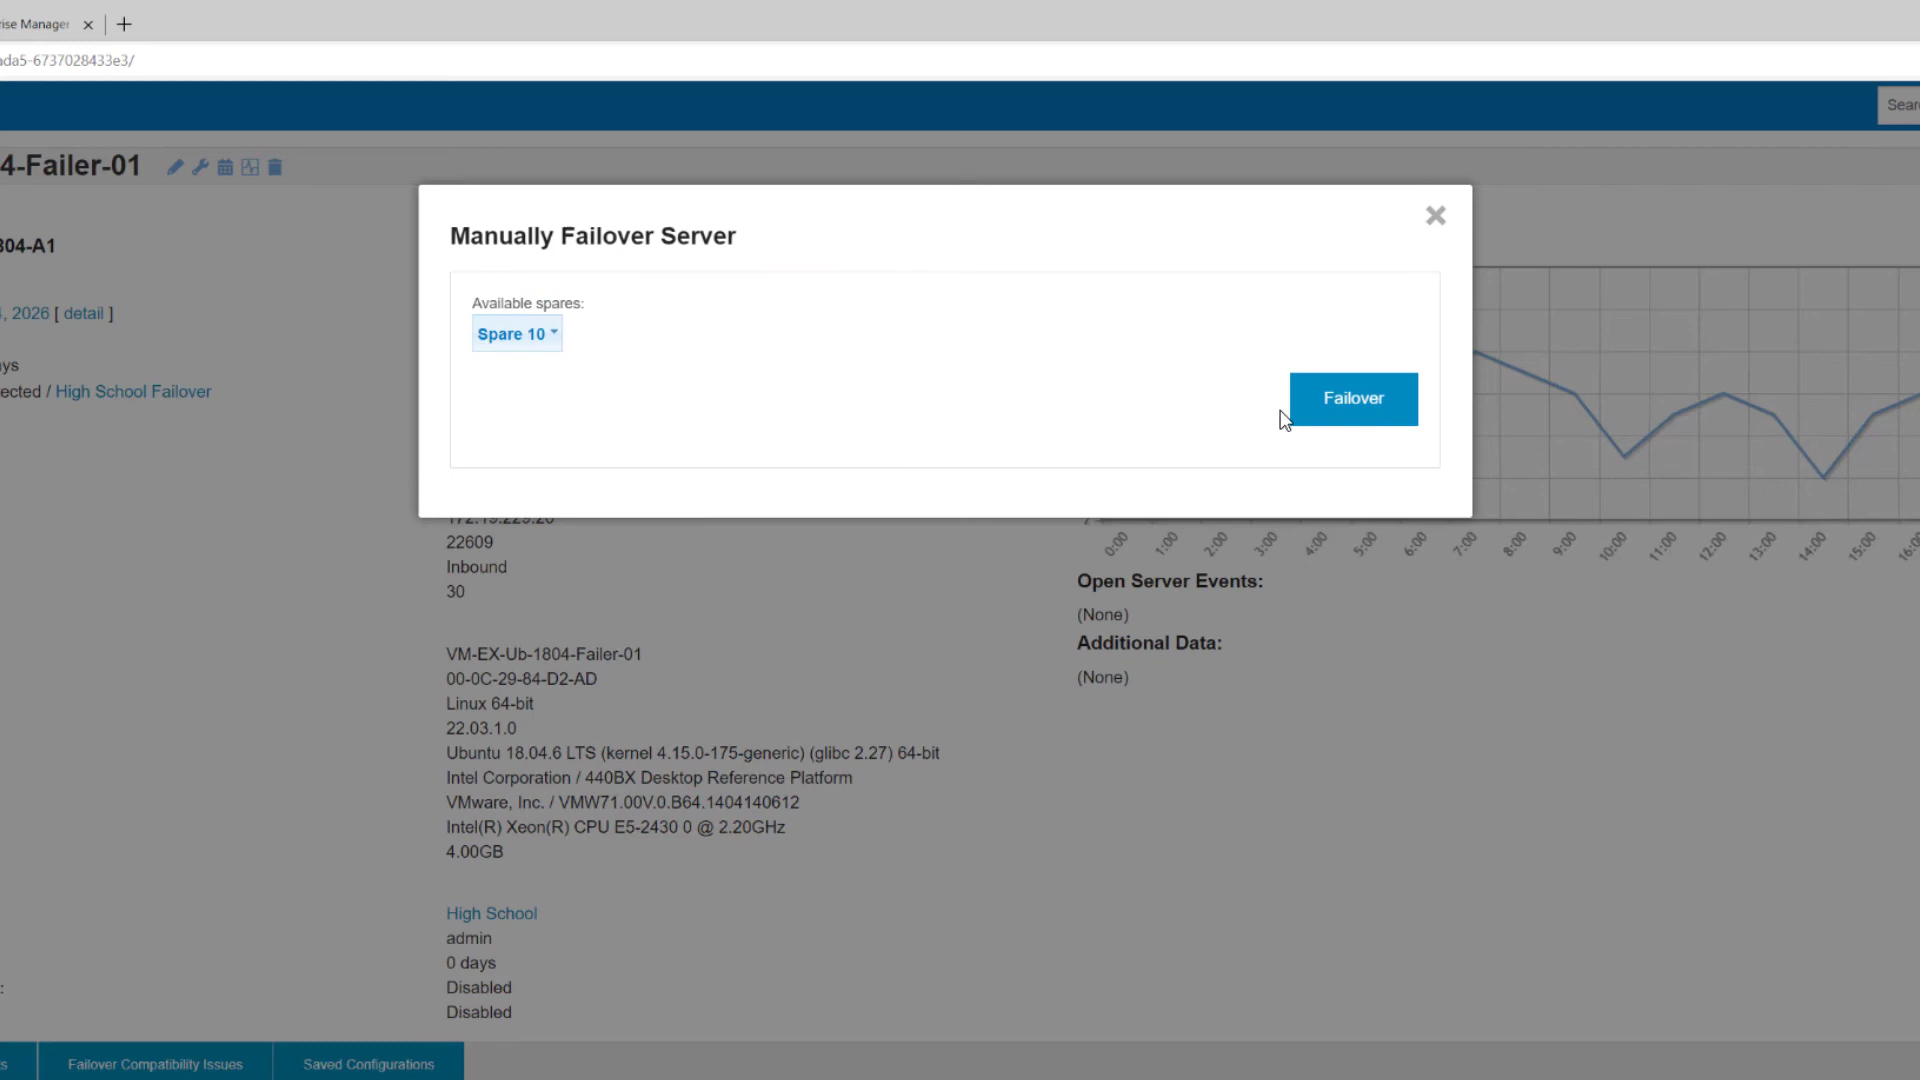 rise Manager
ada5-6737028433e3/
Sear
4-Failer-01
304-A1
, 2026 [ detail ]
ys
ected / High School Failover
Manually Failover Server
Available spares:
Spare 10
Failover
22609
Inbound
30
VM-EX-Ub-1804-Failer-01
00-0C-29-84-D2-AD
Linux 64-bit
22.03.1.0
Ubuntu 18.04.6 LTS (kernel 4.15.0-175-generic) (glibc 2.27) 64-bit
Intel Corporation / 440BX Desktop Reference Platform
VMware, Inc. / VMW71.00V.0.B64.1404140612
Intel(R) Xeon(R) CPU E5-2430 0 @ 2.20GHz
4.00GB
High School
admin
0 days
:
Disabled
Disabled
0:00 1:00 2:00 3:00 4:00 5:00 6:00 7:00 8:00 9:00 10:00 11:00 12:00 13:00 14:00 15:00 16:00
Open Server Events:
(None)
Additional Data:
(None)
s
Failover Compatibility Issues
Saved Configurations